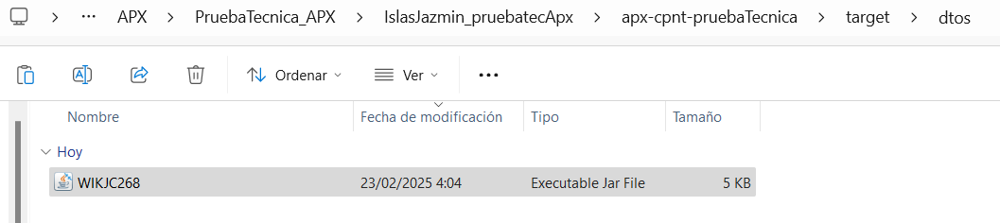 APX > PruebaTecnica_APX > IslasJazmin_pruebatecApx > apx-cpnt-pruebaTecnica > target > dtos
Ordenar Ver
Nombre Fecha de modificación Tipo Tamaño
Hoy
WIKJC268 23/02/2025 4:04 Executable Jar File 5 KB